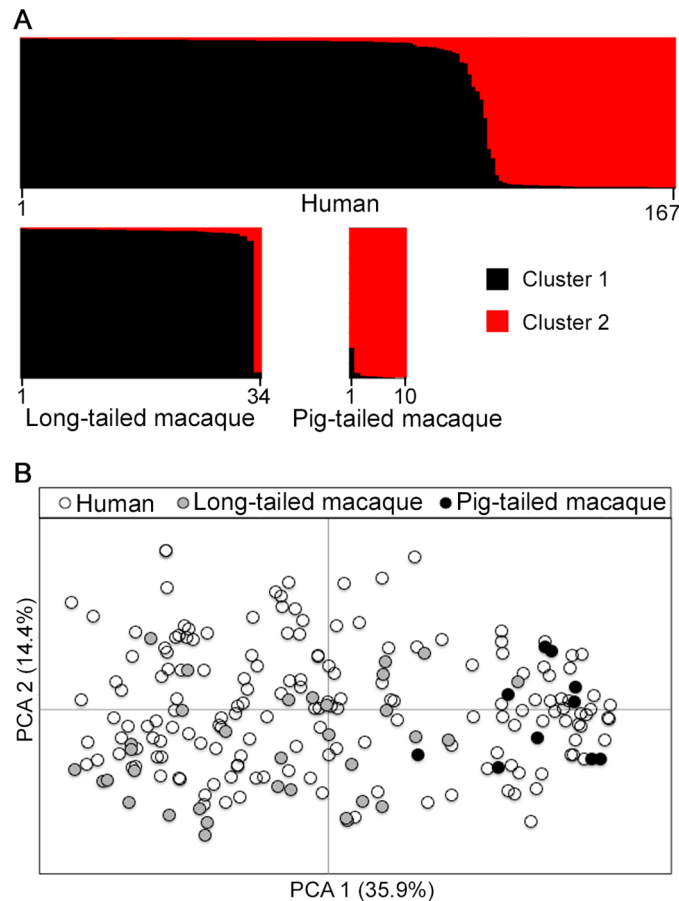 A
1 Human 167
Cluster 1
Cluster 2
1 34 1 10
Long-tailed macaque Pig-tailed macaque
B
Human Long-tailed macaque Pig-tailed macaque
PCA 2 (14.4%)
PCA 1 (35.9%)